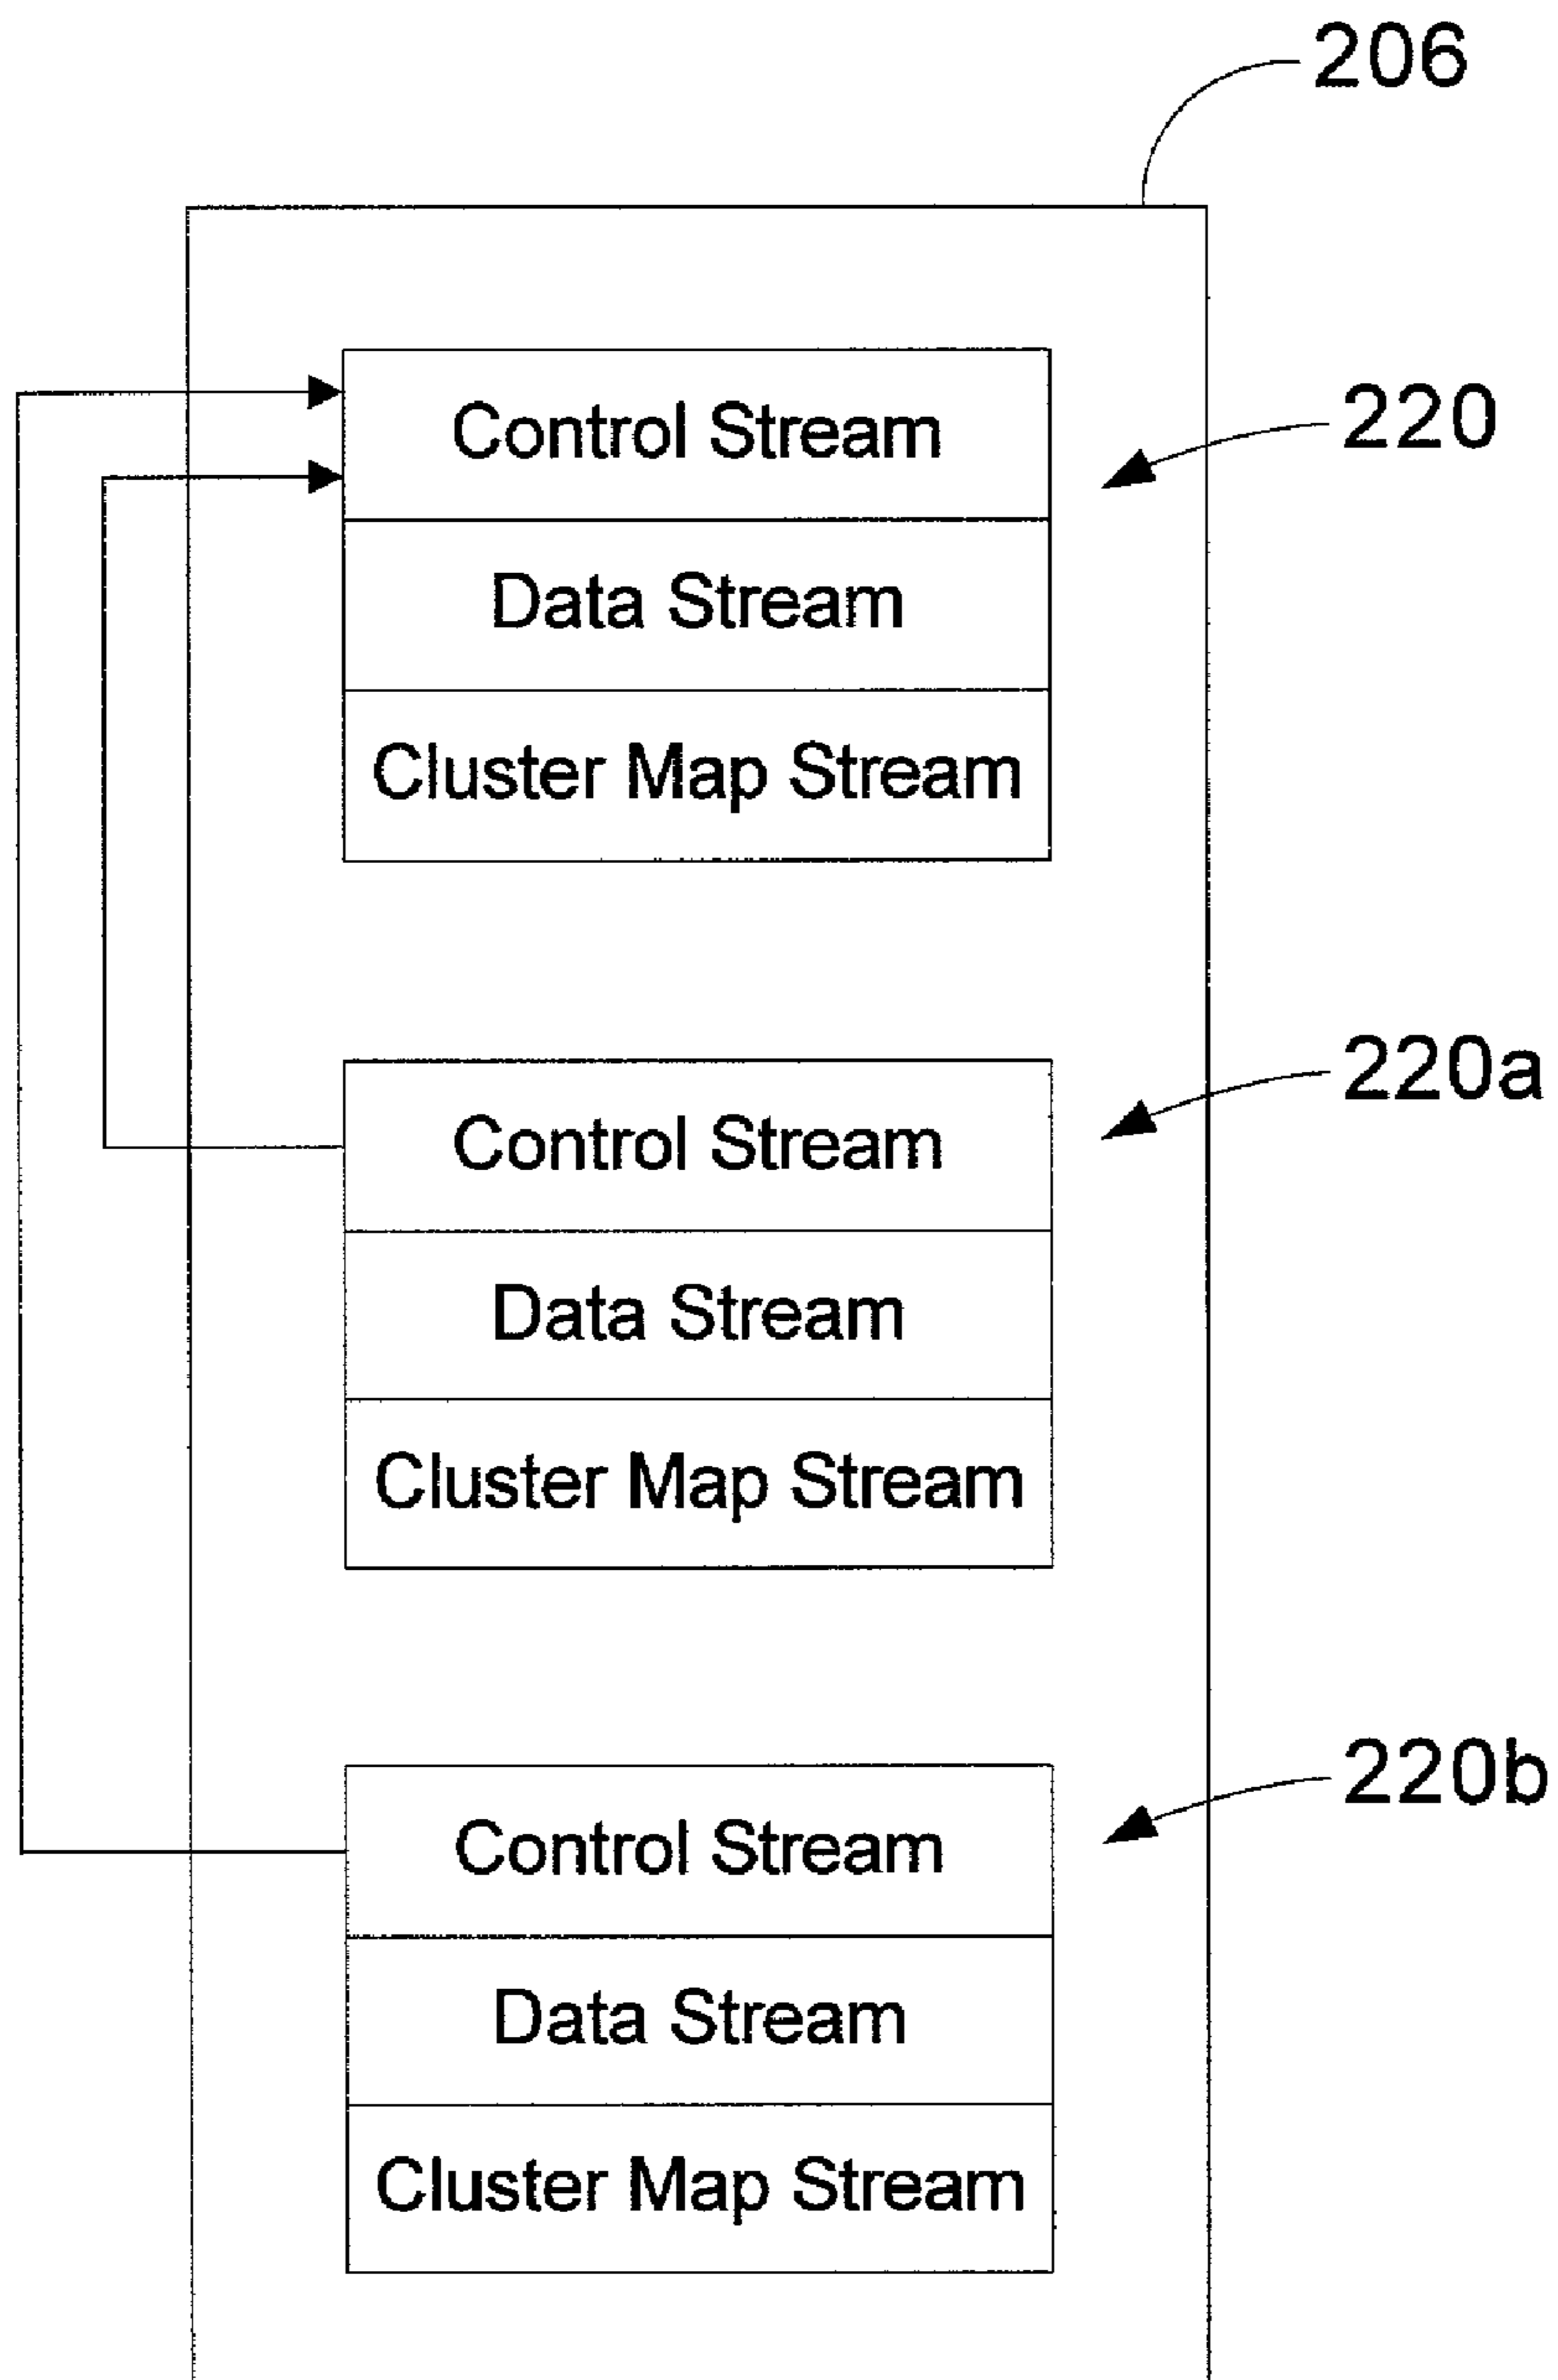 206
Control Stream
220
Data Stream
Cluster Map Stream
220a
Control Stream
Data Stream
Cluster Map Stream
220b
Control Stream
Data Stream
Cluster Map Stream